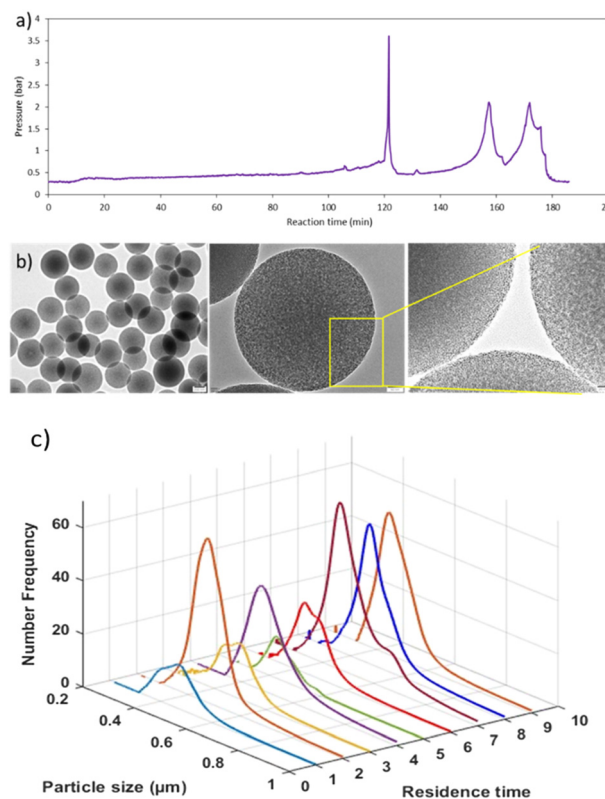 a)
Pressure (bar)
4
3.5
3
2.5
2
1.5
1
0.5
0
0 20 40 60 80 100 120 140 160 180 200
Reaction time (min)
b)
c)
Number Frequency
60
40
20
0
0.2
0.4
0.6
0.8
1
0 1 2 3 4 5 6 7 8 9 10
Particle size (µm)
Residence time